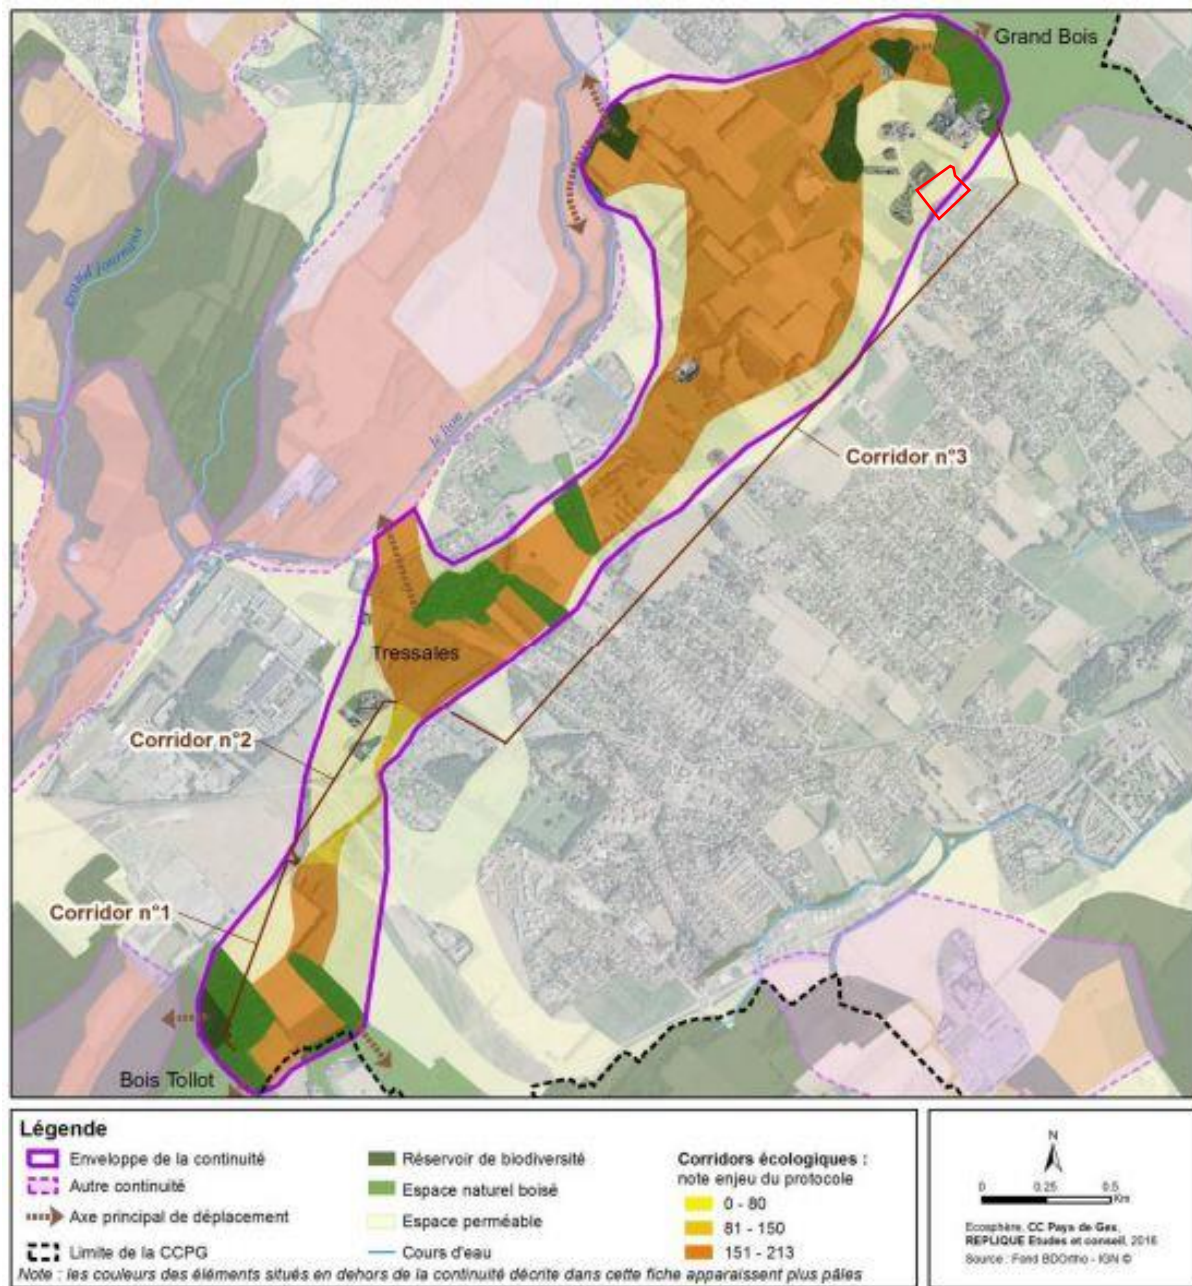 Grand Bois
grand journans
le lion
Corridor n°3
Tressales
Corridor n°2
Corridor n°1
Bois Tollot
Légende
Enveloppe de la continuité
Autre continuité
Axe principal de déplacement
Limite de la CCPG
Réservoir de biodiversité
Espace naturel boisé
Espace perméable
Cours d'eau
Corridors écologiques :
note enjeu du protocole
0 - 80
81 - 150
151 - 213
Note : les couleurs des éléments situés en dehors de la continuité décrite dans cette fiche apparaissent plus pâles
N
0 0.25 0.5
Km
Ecosphère, CC Pays de Gex,
REPLIQUE Etudes et conseil, 2016
Source : Fond BDOrtho - IGN ©